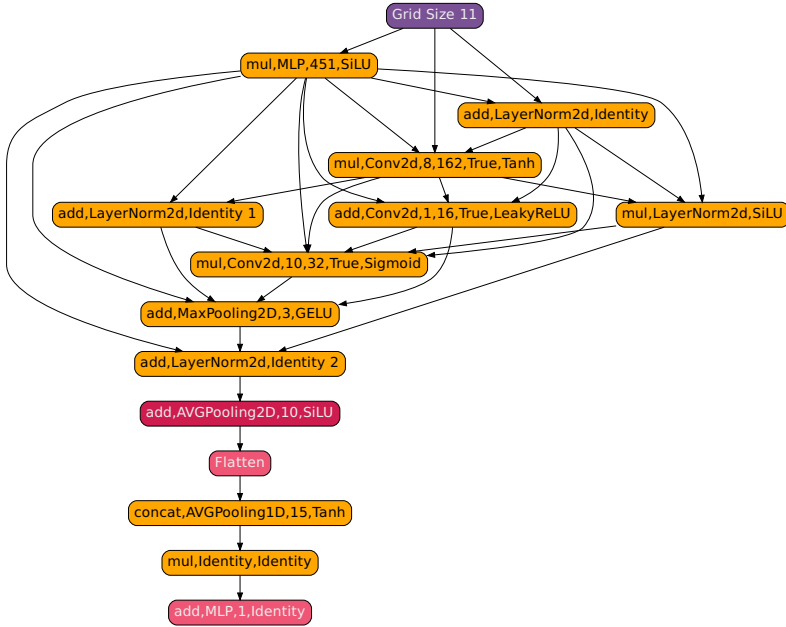 Grid Size 11
mul,MLP,451,SiLU
add,LayerNorm2d,Identity
mul,Conv2d,8,162,True,Tanh
add,LayerNorm2d,Identity 1
add,Conv2d,1,16,True,LeakyReLU
mul,LayerNorm2d,SiLU
mul,Conv2d,10,32,True,Sigmoid
add,MaxPooling2D,3,GELU
add,LayerNorm2d,Identity 2
add,AVGPooling2D,10,SiLU
Flatten
concat,AVGPooling1D,15,Tanh
mul,Identity,Identity
add,MLP,1,Identity